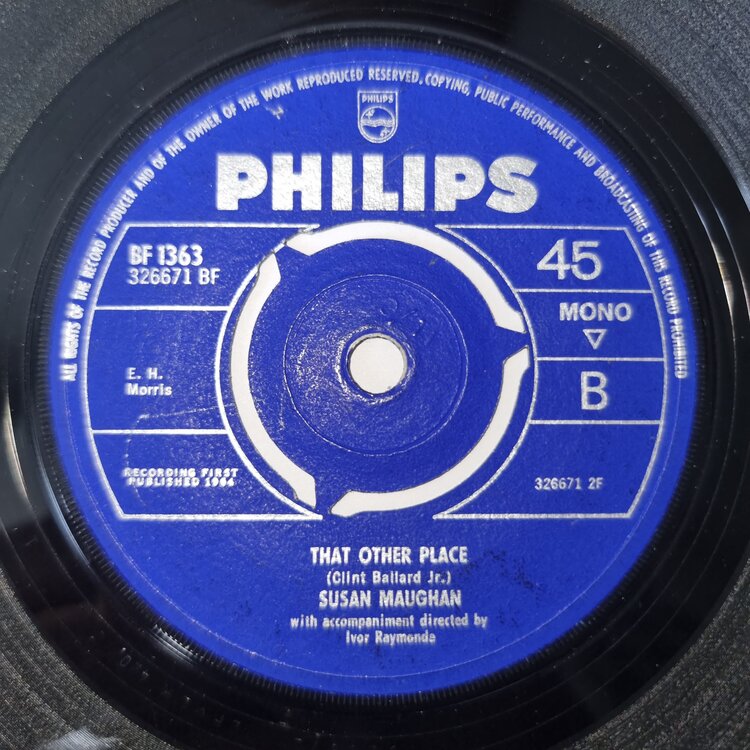 ALL RIGHTS OF THE RECORD PRODUCER AND OF THE OWNER OF THE WORK REPRODUCED RESERVED. COPYING, PUBLIC PERFORMANCE AND BROADCASTING OF THIS RECORD PROHIBITED
PHILIPS
PHILIPS
BF 1363
326671 BF
45
MONO
E. H.
Morris
B
RECORDING FIRST
PUBLISHED 1964
326671 2F
THAT OTHER PLACE
(Clint Ballard Jr.)
SUSAN MAUGHAN
with accompaniment directed by
Ivor Raymonde